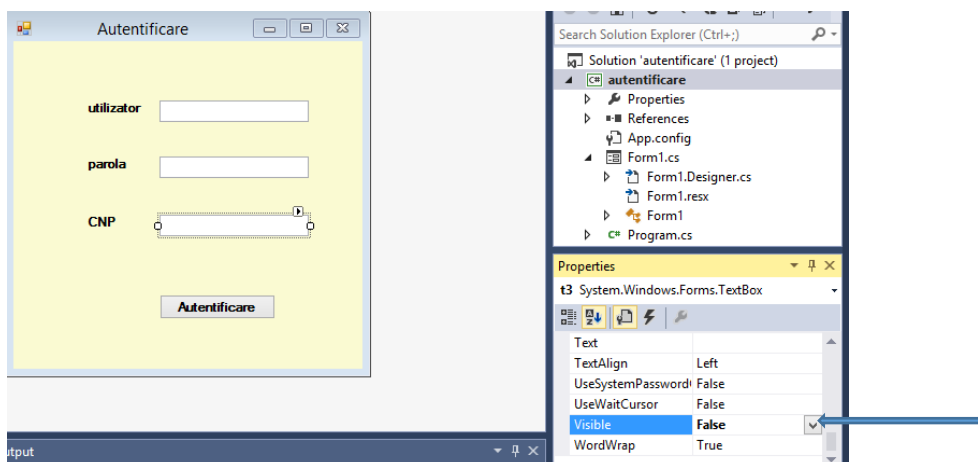 Autentificare
utilizator
parola
CNP
Autentificare
utput
Search Solution Explorer (Ctrl+;)
Solution 'autentificare' (1 project)
C# autentificare
Properties
References
App.config
Form1.cs
Form1.Designer.cs
Form1.resx
Form1
C# Program.cs
Properties
t3 System.Windows.Forms.TextBox
Text
TextAlign Left
UseSystemPassword False
UseWaitCursor False
Visible False
WordWrap True